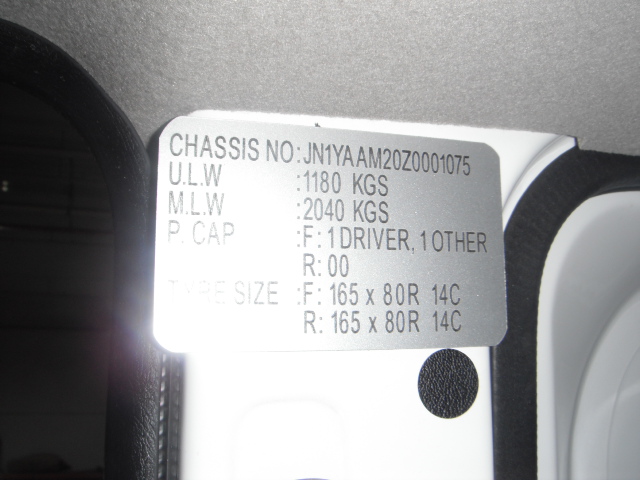 CHASSIS NO:JN1YAAM20Z0001075
U.L.W :1180 KGS
M.L.W :2040 KGS
P. CAP :F: 1 DRIVER, 1 OTHER
R: 00
TYRE SIZE :F: 165 x 80R 14C
R: 165 x 80R 14C